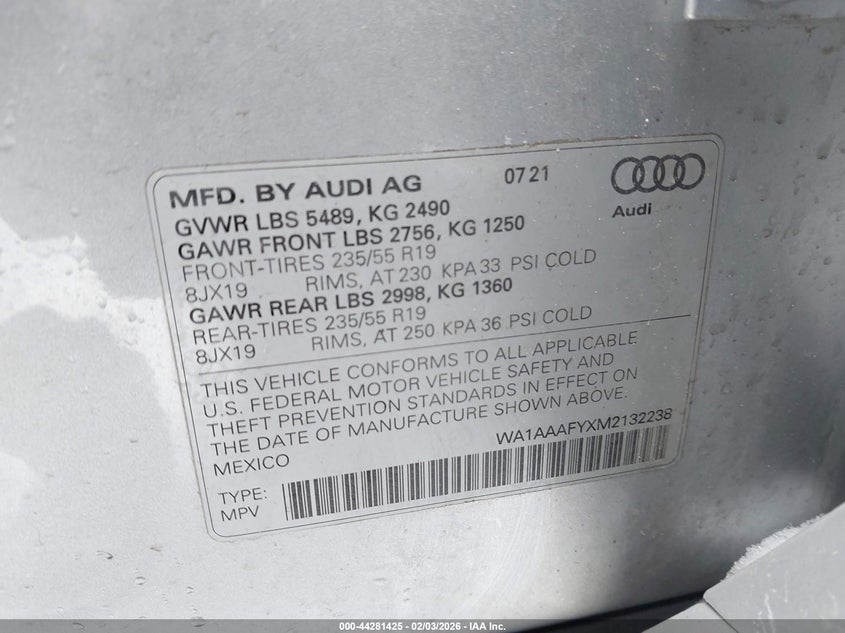 MFD. BY AUDI AG 07 21
Audi
GVWR LBS 5489, KG 2490
GAWR FRONT LBS 2756, KG 1250
FRONT-TIRES 235/55 R19
8JX19 RIMS, AT 230 KPA 33 PSI COLD
GAWR REAR LBS 2998, KG 1360
REAR-TIRES 235/55 R19
8JX19 RIMS, AT 250 KPA 36 PSI COLD
THIS VEHICLE CONFORMS TO ALL APPLICABLE
U.S. FEDERAL MOTOR VEHICLE SAFETY AND
THEFT PREVENTION STANDARDS IN EFFECT ON
THE DATE OF MANUFACTURE SHOWN ABOVE.
MEXICO WA1AAAFYXM2132238
TYPE:
MPV
000-44281425 - 02/03/2026 - IAA Inc.